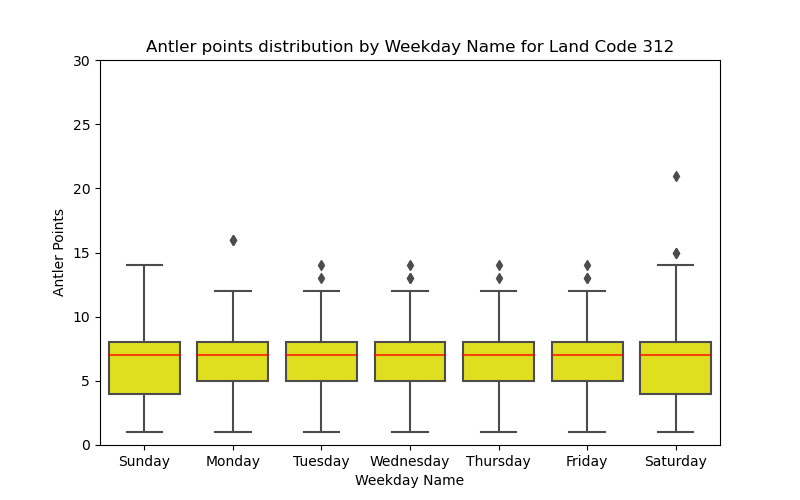 Antler points distribution by Weekday Name for Land Code 312
30
25
20
15
10
5
0
Antler Points
Sunday Monday Tuesday Wednesday Thursday Friday Saturday
Weekday Name